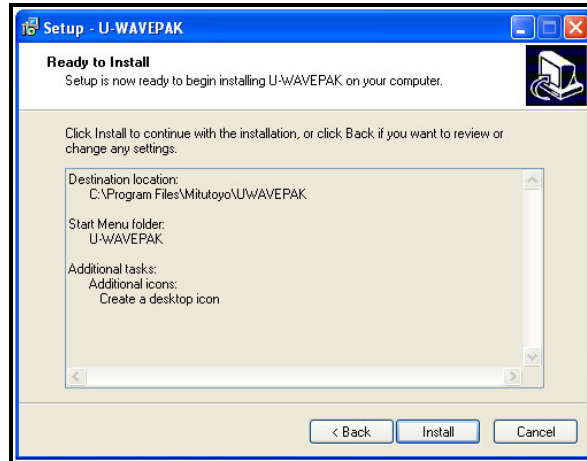 Setup - U-WAVEPAK
Ready to Install
Setup is now ready to begin installing U-WAVEPAK on your computer.
Click Install to continue with the installation, or click Back if you want to review or
change any settings.
Destination location:
C:\Program Files\Mitutoyo\UWAVEPAK
Start Menu folder:
U-WAVEPAK
Additional tasks:
Additional icons:
Create a desktop icon
< Back
Install
Cancel